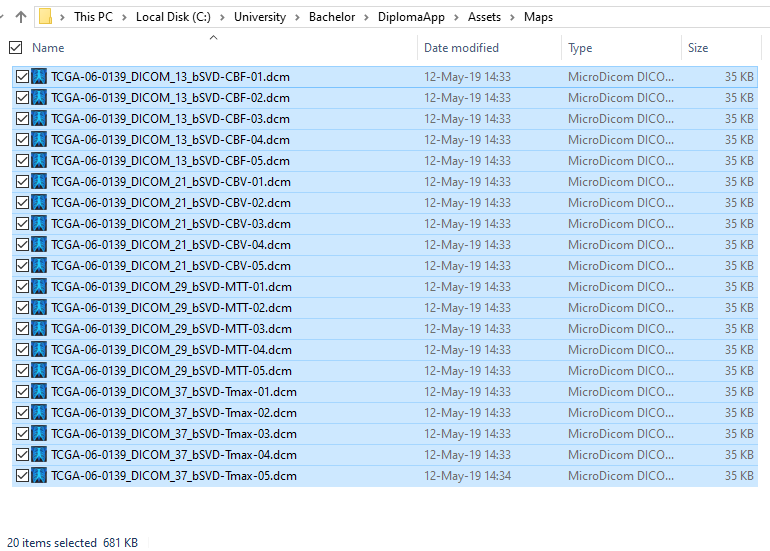 This PC > Local Disk (C:) > University > Bachelor > DiplomaApp > Assets > Maps
Name Date modified Type Size
TCGA-06-0139_DICOM_13_bSVD-CBF-01.dcm 12-May-19 14:33 MicroDicom DICO... 35 KB
TCGA-06-0139_DICOM_13_bSVD-CBF-02.dcm 12-May-19 14:33 MicroDicom DICO... 35 KB
TCGA-06-0139_DICOM_13_bSVD-CBF-03.dcm 12-May-19 14:33 MicroDicom DICO... 35 KB
TCGA-06-0139_DICOM_13_bSVD-CBF-04.dcm 12-May-19 14:33 MicroDicom DICO... 35 KB
TCGA-06-0139_DICOM_13_bSVD-CBF-05.dcm 12-May-19 14:33 MicroDicom DICO... 35 KB
TCGA-06-0139_DICOM_21_bSVD-CBV-01.dcm 12-May-19 14:33 MicroDicom DICO... 35 KB
TCGA-06-0139_DICOM_21_bSVD-CBV-02.dcm 12-May-19 14:33 MicroDicom DICO... 35 KB
TCGA-06-0139_DICOM_21_bSVD-CBV-03.dcm 12-May-19 14:33 MicroDicom DICO... 35 KB
TCGA-06-0139_DICOM_21_bSVD-CBV-04.dcm 12-May-19 14:33 MicroDicom DICO... 35 KB
TCGA-06-0139_DICOM_21_bSVD-CBV-05.dcm 12-May-19 14:33 MicroDicom DICO... 35 KB
TCGA-06-0139_DICOM_29_bSVD-MTT-01.dcm 12-May-19 14:33 MicroDicom DICO... 35 KB
TCGA-06-0139_DICOM_29_bSVD-MTT-02.dcm 12-May-19 14:33 MicroDicom DICO... 35 KB
TCGA-06-0139_DICOM_29_bSVD-MTT-03.dcm 12-May-19 14:33 MicroDicom DICO... 35 KB
TCGA-06-0139_DICOM_29_bSVD-MTT-04.dcm 12-May-19 14:33 MicroDicom DICO... 35 KB
TCGA-06-0139_DICOM_29_bSVD-MTT-05.dcm 12-May-19 14:33 MicroDicom DICO... 35 KB
TCGA-06-0139_DICOM_37_bSVD-Tmax-01.dcm 12-May-19 14:33 MicroDicom DICO... 35 KB
TCGA-06-0139_DICOM_37_bSVD-Tmax-02.dcm 12-May-19 14:33 MicroDicom DICO... 35 KB
TCGA-06-0139_DICOM_37_bSVD-Tmax-03.dcm 12-May-19 14:33 MicroDicom DICO... 35 KB
TCGA-06-0139_DICOM_37_bSVD-Tmax-04.dcm 12-May-19 14:33 MicroDicom DICO... 35 KB
TCGA-06-0139_DICOM_37_bSVD-Tmax-05.dcm 12-May-19 14:34 MicroDicom DICO... 35 KB
20 items selected 681 KB